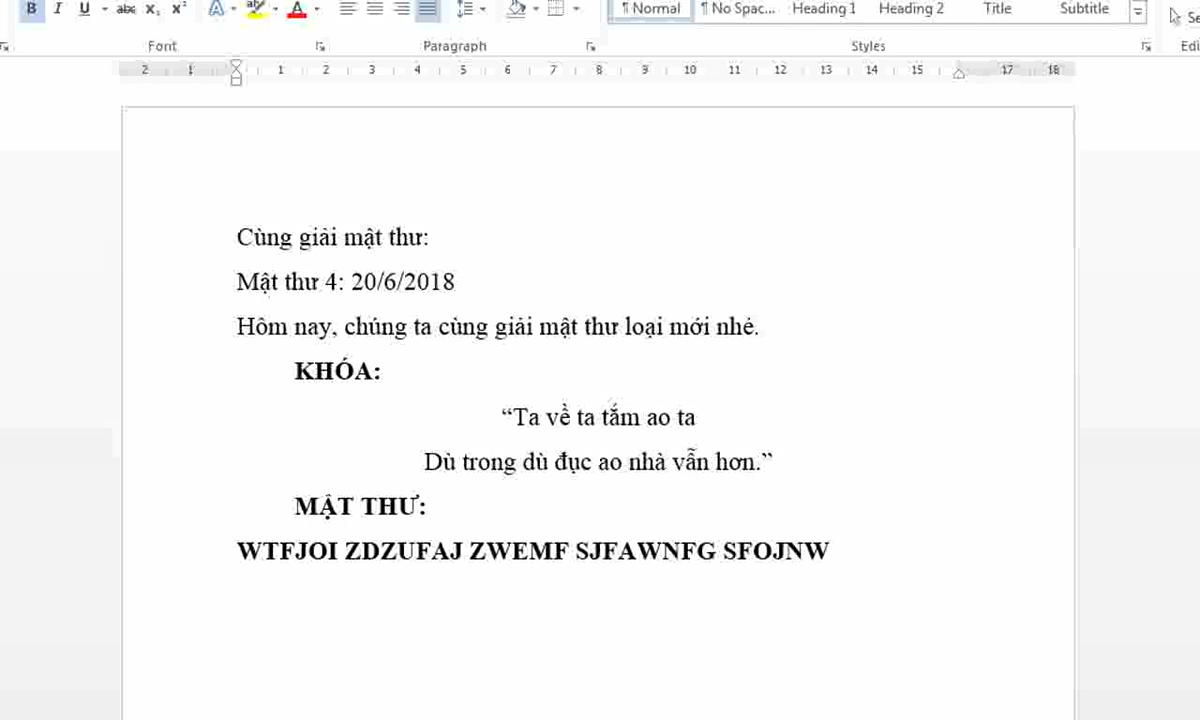 B I U abc x₂ x² A aby A
¶ Normal ¶ No Spac... Heading 1 Heading 2 Title Subtitle
Font Paragraph Styles
2 1 1 2 3 4 5 6 7 8 9 10 11 12 13 14 15 17 18
Cùng giải mật thư:
Mật thư 4: 20/6/2018
Hôm nay, chúng ta cùng giải mật thư loại mới nhé.
KHÓA:
“Ta về ta tắm ao ta
Dù trong dù đục ao nhà vẫn hơn.”
MẬT THƯ:
WTFJOI ZDZUFAJ ZWEMF SJFAWNFG SFOJNW